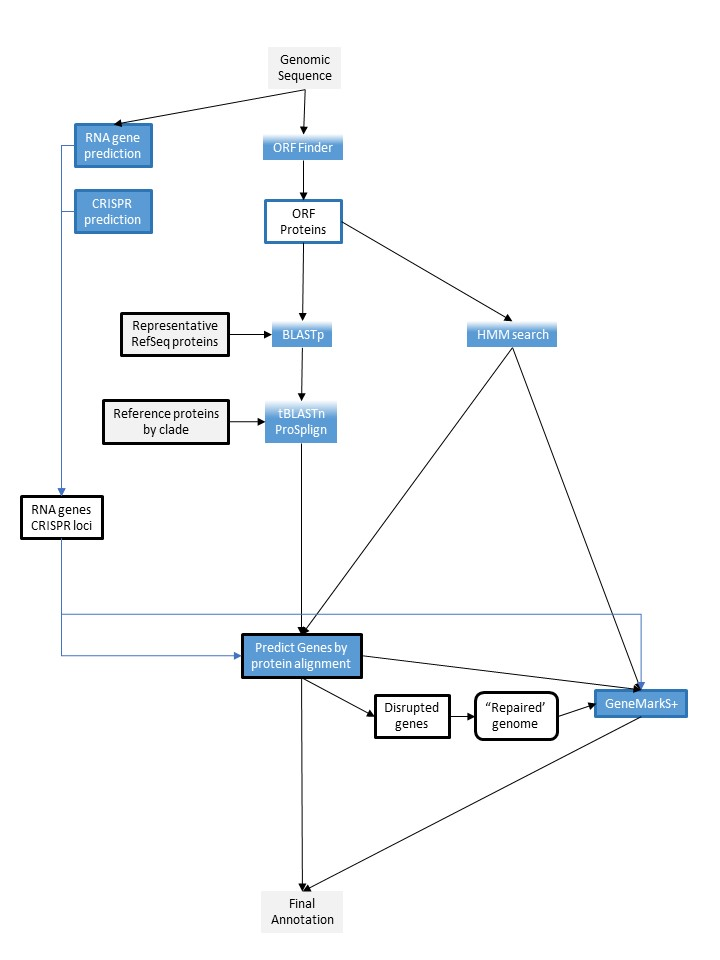 Genomic
Sequence
RNA gene
prediction
ORF Finder
CRISPR
prediction
ORF
Proteins
Representative
RefSeq proteins
BLASTp
HMM search
Reference proteins
by clade
tBLASTn
ProSplign
RNA genes
CRISPR loci
Predict Genes by
protein alignment
Disrupted
genes
“Repaired’
genome
GeneMarkS+
Final
Annotation